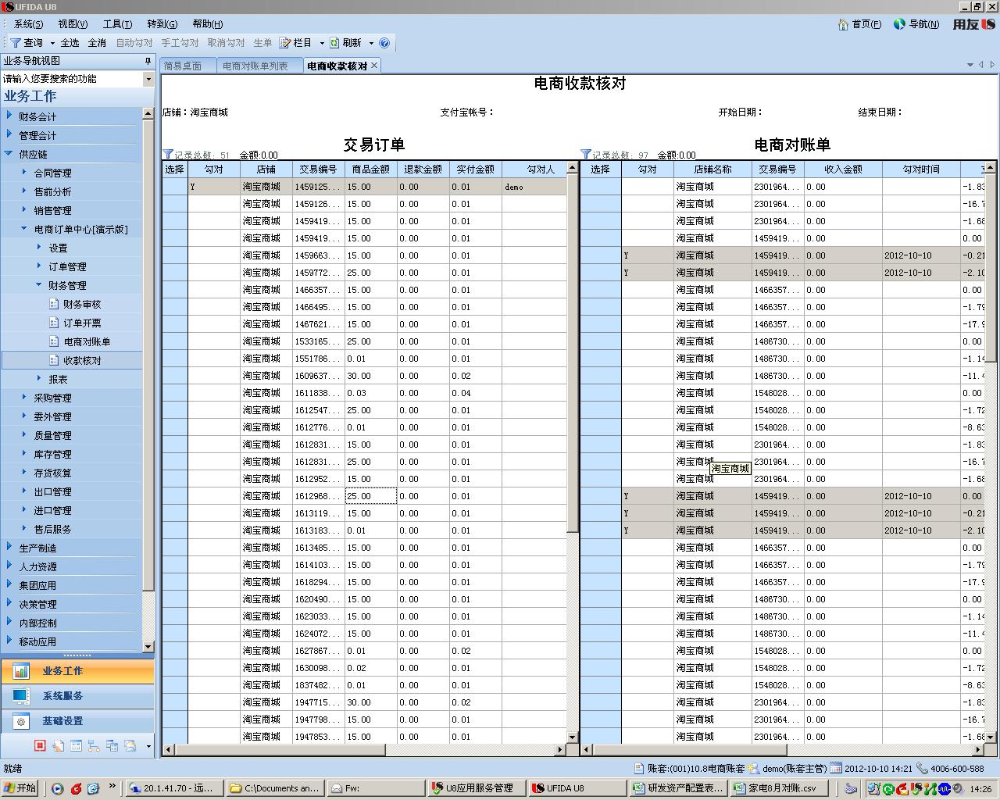 UFIDA U8
系统(S) 视图(V) 工具(T) 转到(G) 帮助(H) 首页(F) 导航(N) 用友
查询 全选 全消 自动勾对 手工勾对 取消勾对 生单 栏目 刷新
业务导航视图 简易桌面 电商对账单列表 电商收款核对
请输入您要搜索的功能
业务工作
财务会计
管理会计
供应链
合同管理
售前分析
销售管理
电商订单中心[演示版]
设置
订单管理
财务管理
财务审核
订单开票
电商对账单
收款核对
报表
采购管理
委外管理
质量管理
库存管理
存货核算
出口管理
进口管理
售后服务
生产制造
人力资源
集团应用
决策管理
内部控制
移动应用
业务工作
系统服务
基础设置
电商收款核对
店铺：淘宝商城 支付宝帐号： 开始日期： 结束日期：
交易订单
记录总数：51 金额:0.00
选择 勾对 店铺 交易编号 商品金额 退款金额 实付金额 勾对人
Y 淘宝商城 1459125... 15.00 0.00 0.01 demo
淘宝商城 1459126... 15.00 0.00 0.01
淘宝商城 1459419... 15.00 0.00 0.01
淘宝商城 1459419... 15.00 0.00 0.01
淘宝商城 1459663... 15.00 0.00 0.01
淘宝商城 1459772... 25.00 0.00 0.01
淘宝商城 1466357... 15.00 0.00 0.01
淘宝商城 1466495... 15.00 0.00 0.01
淘宝商城 1467621... 15.00 0.00 0.01
淘宝商城 1533165... 25.00 0.00 0.01
淘宝商城 1551786... 0.01 0.00 0.01
淘宝商城 1609637... 30.00 0.00 0.02
淘宝商城 1611838... 0.03 0.00 0.04
淘宝商城 1612547... 25.00 0.00 0.01
淘宝商城 1612776... 0.01 0.00 0.01
淘宝商城 1612831... 15.00 0.00 0.01
淘宝商城 1612831... 25.00 0.00 0.01
淘宝商城 1612952... 15.00 0.00 0.01
淘宝商城 1612968... 25.00 0.00 0.01
淘宝商城 1613119... 15.00 0.00 0.01
淘宝商城 1613183... 0.01 0.00 0.01
淘宝商城 1613485... 15.00 0.00 0.01
淘宝商城 1614103... 15.00 0.00 0.01
淘宝商城 1618294... 15.00 0.00 0.01
淘宝商城 1620490... 15.00 0.00 0.01
淘宝商城 1623033... 15.00 0.00 0.01
淘宝商城 1624072... 15.00 0.00 0.01
淘宝商城 1627867... 0.01 0.00 0.02
淘宝商城 1630098... 0.02 0.00 0.01
淘宝商城 1837482... 0.01 0.00 0.01
淘宝商城 1947715... 30.00 0.00 0.02
淘宝商城 1947798... 15.00 0.00 0.01
淘宝商城 1947853... 15.00 0.00 0.01
电商对账单
记录总数：97 金额:0.00
选择 勾对 店铺名称 交易编号 收入金额 勾对时间
淘宝商城 2301964... 0.00 -1.83
淘宝商城 2301964... 0.00 -16.7
淘宝商城 2301964... 0.00 -1.68
淘宝商城 1459419... 0.00 0.00
Y 淘宝商城 1459419... 0.00 2012-10-10 -0.21
Y 淘宝商城 1459419... 0.00 2012-10-10 -2.10
淘宝商城 1466357... 0.00 0.00
淘宝商城 1466357... 0.00 -1.79
淘宝商城 1466357... 0.00 -17.9
淘宝商城 1486730... 0.00 0.00
淘宝商城 1486730... 0.00 -1.14
淘宝商城 1486730... 0.00 -11.4
淘宝商城 1548028... 0.00 0.00
淘宝商城 1548028... 0.00 -1.72
淘宝商城 1548028... 0.00 -8.63
淘宝商城 2301964... 0.00 -1.83
淘宝商城 2301964... 0.00 -16.7
淘宝商城
淘宝商城 2301964... 0.00 -1.68
Y 淘宝商城 1459419... 0.00 2012-10-10 0.00
Y 淘宝商城 1459419... 0.00 2012-10-10 -0.21
Y 淘宝商城 1459419... 0.00 2012-10-10 -2.10
淘宝商城 1466357... 0.00 0.00
淘宝商城 1466357... 0.00 -1.79
淘宝商城 1466357... 0.00 -17.9
淘宝商城 1486730... 0.00 0.00
淘宝商城 1486730... 0.00 -1.14
淘宝商城 1486730... 0.00 -11.4
淘宝商城 1548028... 0.00 0.00
淘宝商城 1548028... 0.00 -1.72
淘宝商城 1548028... 0.00 -8.63
淘宝商城 2301964... 0.00 -1.83
淘宝商城 2301964... 0.00 -16.7
淘宝商城 2301964... 0.00 -1.68
就绪 账套:(001)10.8电商账套 demo(账套主管) 2012-10-10 14:21 4006-600-588
开始 20.1.41.70 - 远... C:\Documents an... Fw: U8应用服务管理 UFIDA U8 研发资产配置表... 家电8月对账.csv 14:26